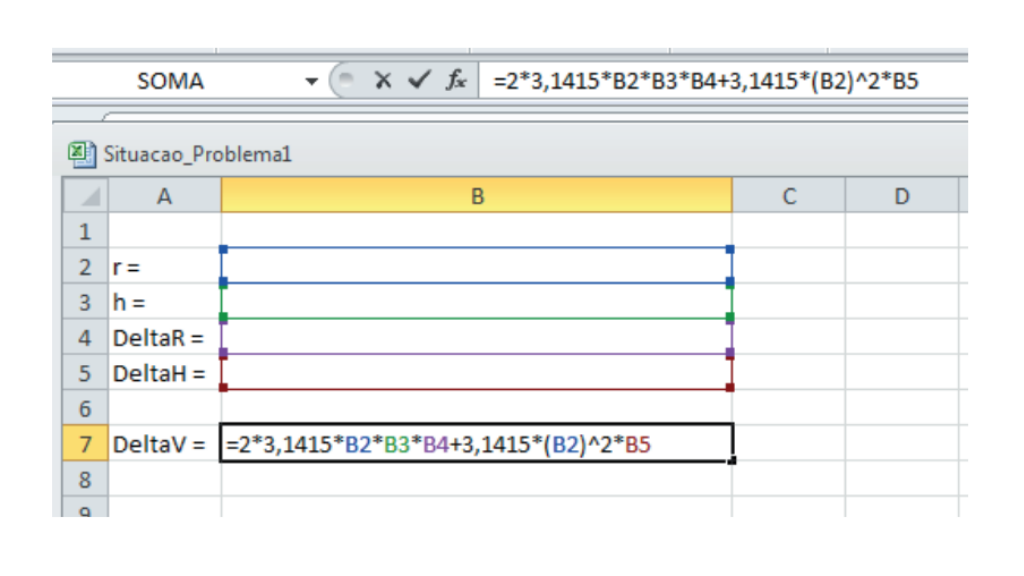 SOMA =2*3,1415*B2*B3*B4+3,1415*(B2)^2*B5
Situacao_Problema1
A B C D
1
2 r =
3 h =
4 DeltaR =
5 DeltaH =
6
7 DeltaV = =2*3,1415*B2*B3*B4+3,1415*(B2)^2*B5
8
9